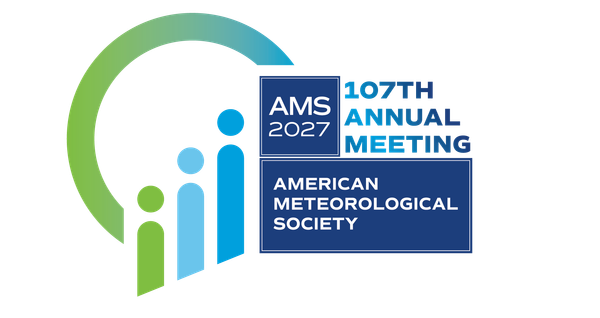 AMS
2027
107TH
ANNUAL
MEETING
AMERICAN
METEOROLOGICAL
SOCIETY